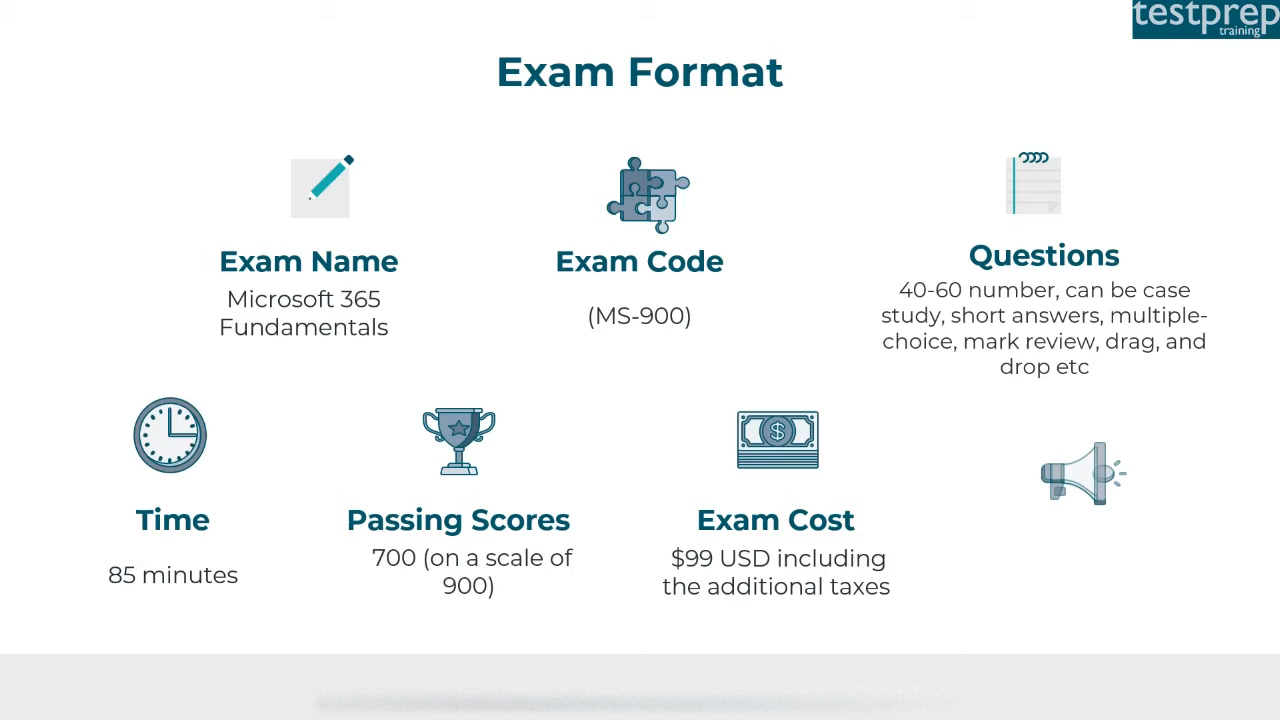 testprep
training
Exam Format
Exam Name
Microsoft 365
Fundamentals
Exam Code
(MS-900)
Questions
40-60 number, can be case
study, short answers, multiple-
choice, mark review, drag, and
drop etc
Time
85 minutes
Passing Scores
700 (on a scale of
900)
Exam Cost
$99 USD including
the additional taxes